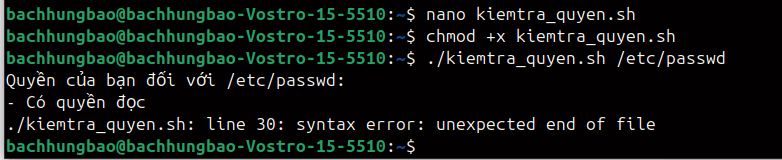 bachhungbao@bachhungbao-Vostro-15-5510:~$ nano kiemtra_quyen.sh
bachhungbao@bachhungbao-Vostro-15-5510:~$ chmod +x kiemtra_quyen.sh
bachhungbao@bachhungbao-Vostro-15-5510:~$ ./kiemtra_quyen.sh /etc/passwd
Quyền của bạn đối với /etc/passwd:
- Có quyền đọc
./kiemtra_quyen.sh: line 30: syntax error: unexpected end of file
bachhungbao@bachhungbao-Vostro-15-5510:~$